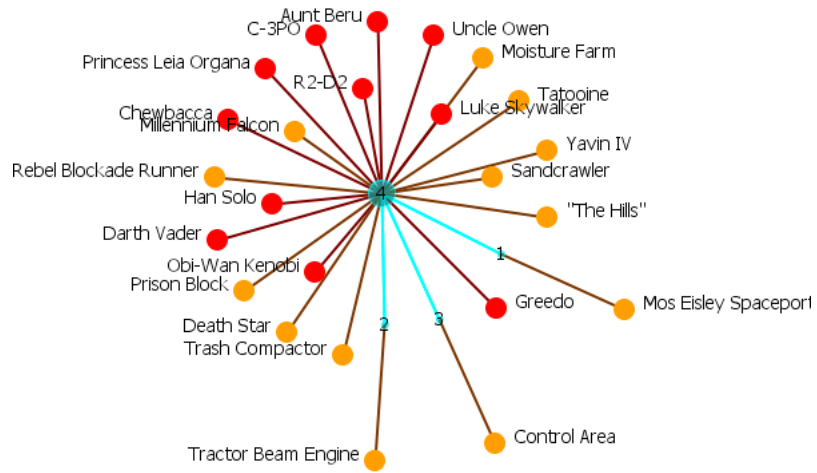 Aunt Beru
C-3PO
Uncle Owen
Moisture Farm
Princess Leia Organa
R2-D2
Tatooine
Chewbacca
Luke Skywalker
Millennium Falcon
Yavin IV
Rebel Blockade Runner
Sandcrawler
4
Han Solo
"The Hills"
Darth Vader
1
Obi-Wan Kenobi
Prison Block
Greedo
Mos Eisley Spaceport
Death Star
2
3
Trash Compactor
Control Area
Tractor Beam Engine